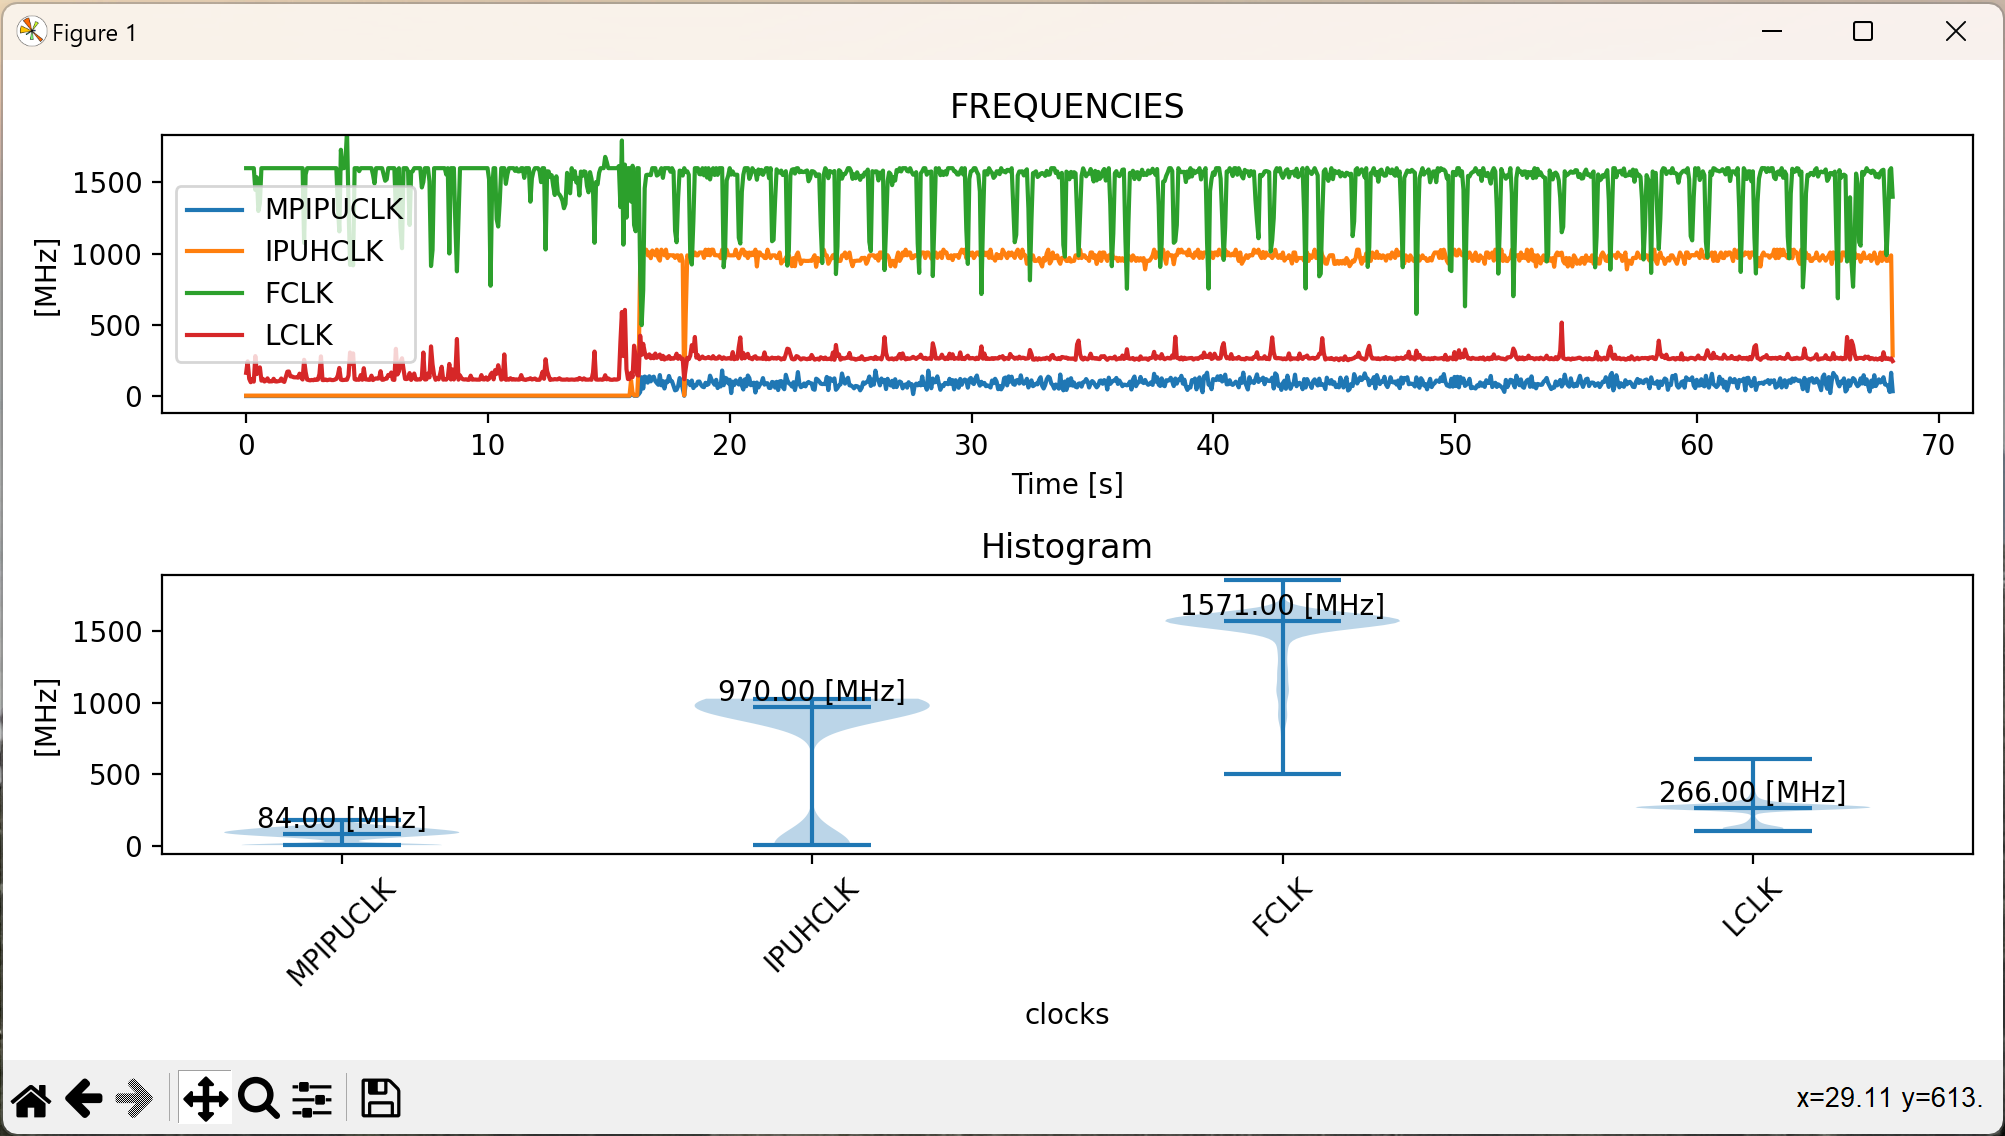 Figure 1
FREQUENCIES
[MHz]
1500
1000
500
0
MPIPUCLK
IPUHCLK
FCLK
LCLK
0 10 20 30 40 50 60 70
Time [s]
Histogram
[MHz]
1500
1000
500
0
84.00 [MHz]
970.00 [MHz]
1571.00 [MHz]
266.00 [MHz]
MPIPUCLK IPUHCLK FCLK LCLK
clocks
x=29.11 y=613.